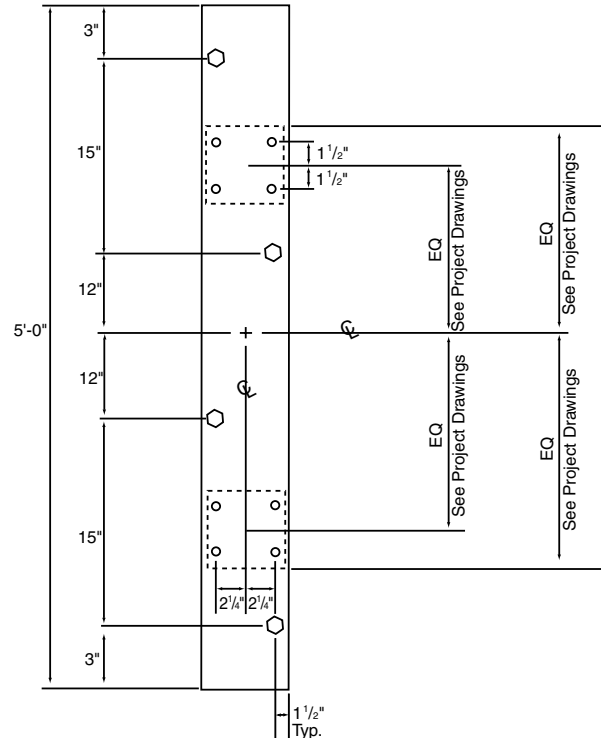 3"
15"
1 1/2"
1 1/2"
EQ
See Project Drawings
EQ
See Project Drawings
12"
5'-0"
CL
12"
CL
EQ
See Project Drawings
EQ
See Project Drawings
15"
2 1/4"
2 1/4"
3"
1 1/2"
Typ.